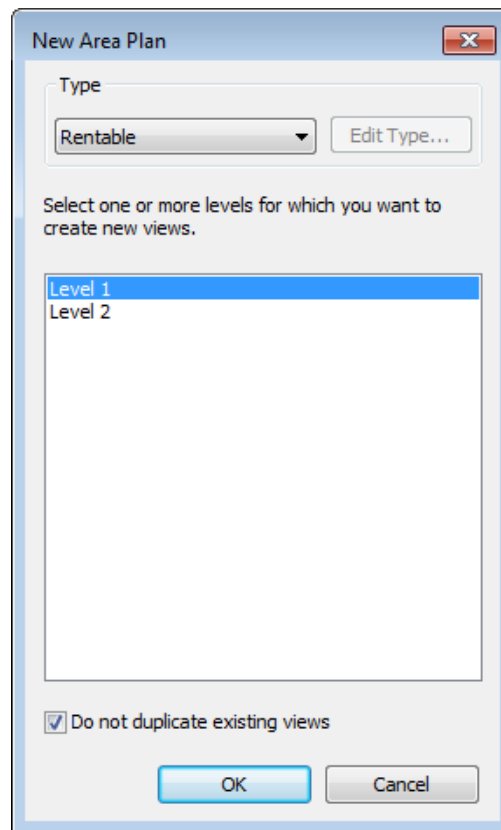 New Area Plan
Type
Rentable
Edit Type...
Select one or more levels for which you want to
create new views.
Level 1
Level 2
Do not duplicate existing views
OK
Cancel